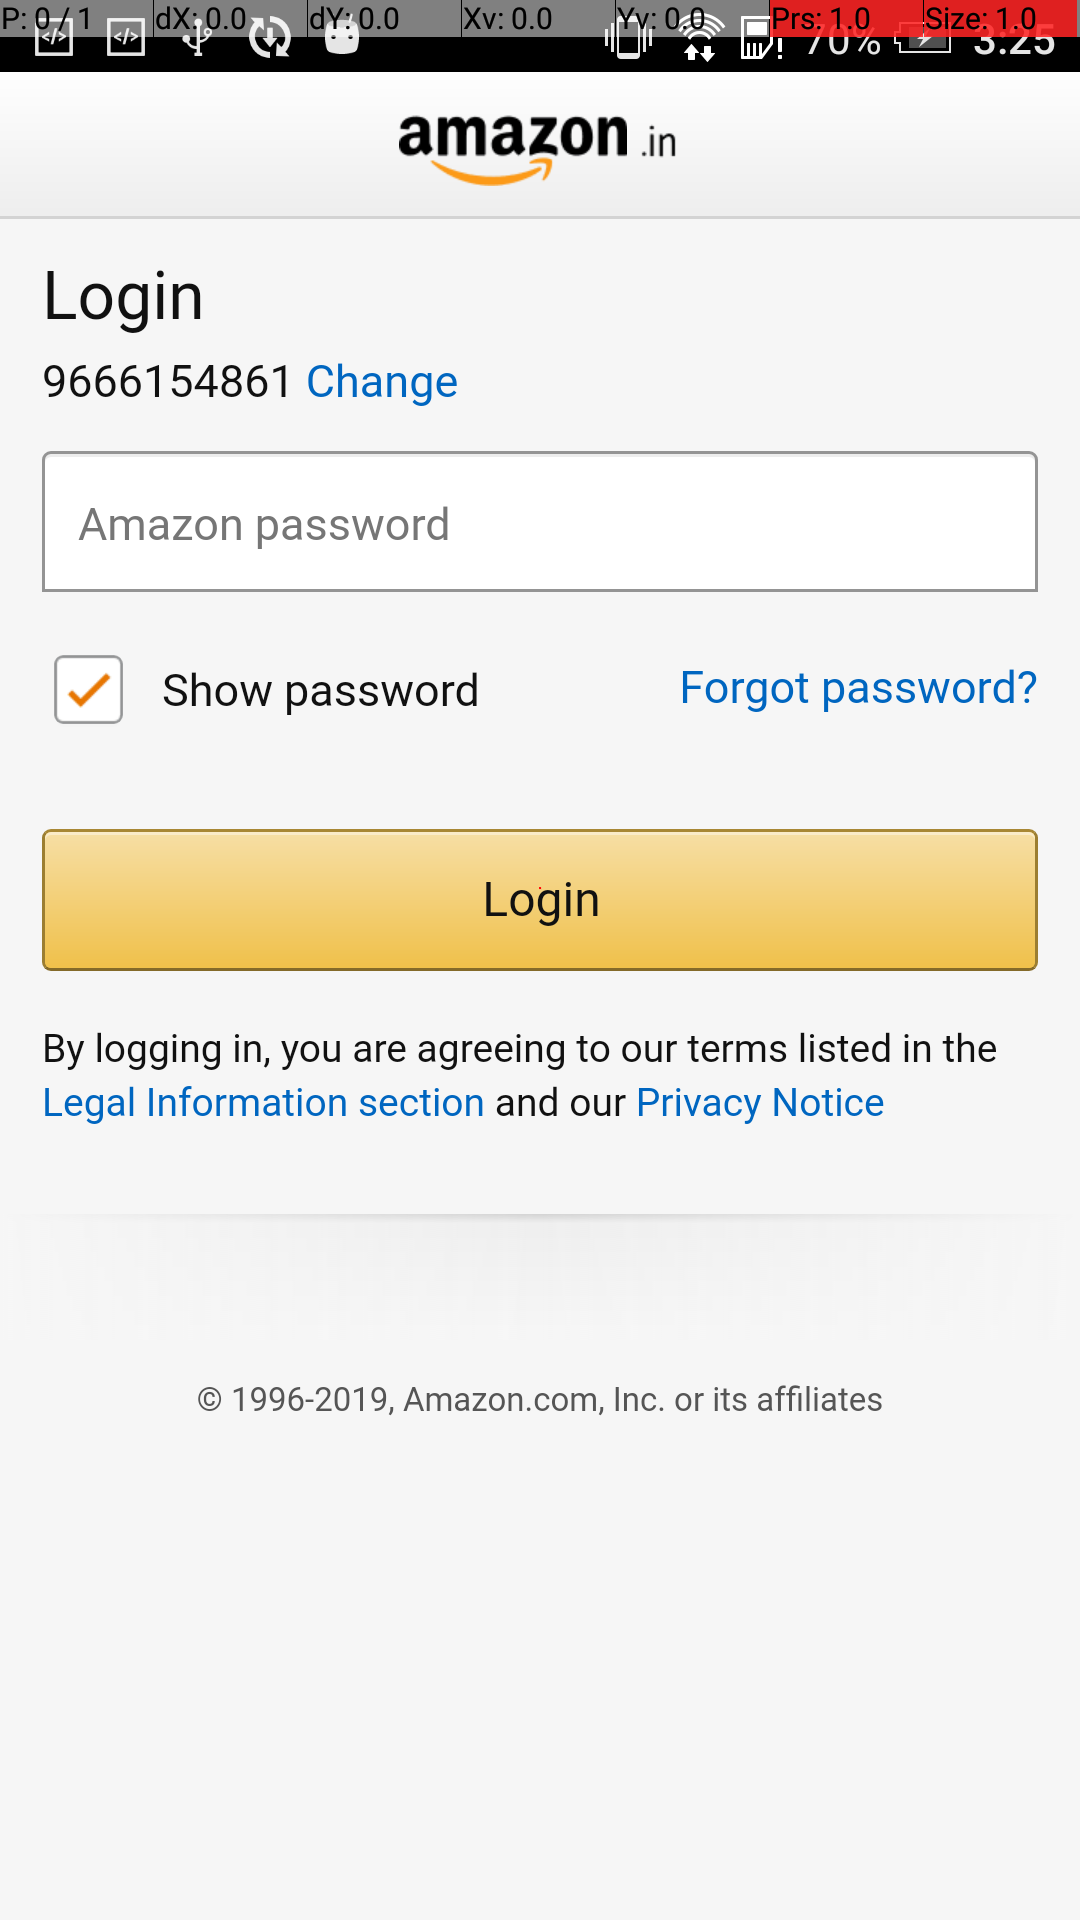 P: 0 / 1 dX: 0.0 dY: 0.0 Xv: 0.0 Yv: 0.0 Prs: 1.0 Size: 1.0
70% 3:25
amazon.in
Login
9666154861 Change
Amazon password
Show password Forgot password?
Login
By logging in, you are agreeing to our terms listed in the
Legal Information section and our Privacy Notice
© 1996-2019, Amazon.com, Inc. or its affiliates